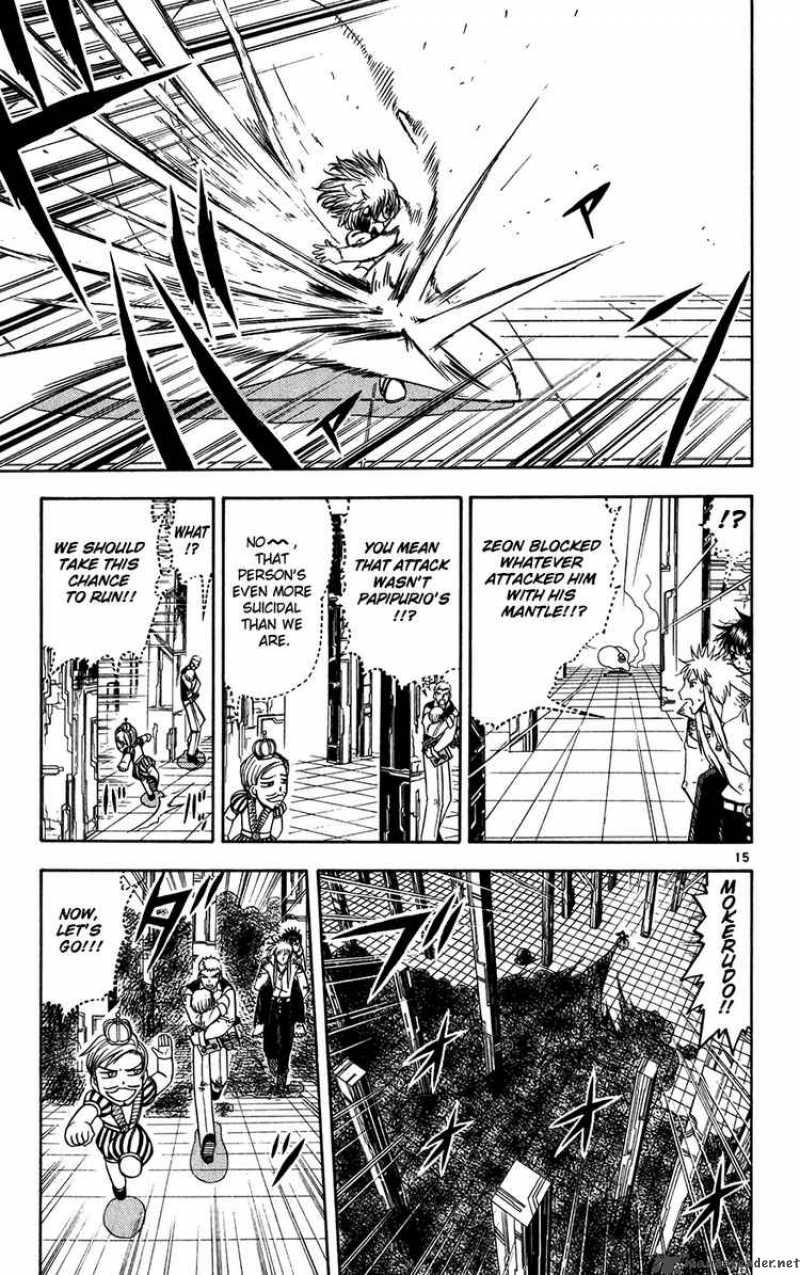 !?
ZEON BLOCKED
WHATEVER
ATTACKED HIM
WITH HIS
MANTLE!!?
YOU MEAN
THAT ATTACK
WASN'T
PAPIPURIO'S
!!?
NO~~,
THAT
PERSON'S
EVEN MORE
SUICIDAL
THAN WE
ARE.
WHAT
!?
WE SHOULD
TAKE THIS
CHANCE
TO RUN!!
15
MOKERUDO!!
NOW,
LET'S
GO!!!